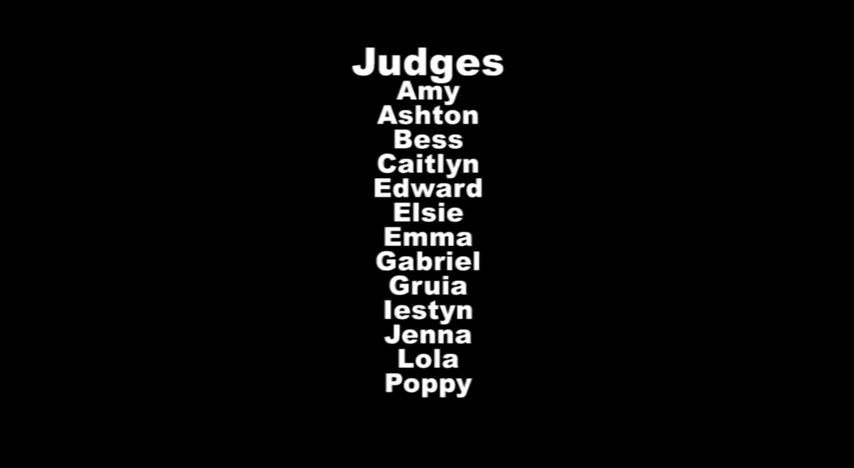 Judges
Amy
Ashton
Bess
Caitlyn
Edward
Elsie
Emma
Gabriel
Gruia
Iestyn
Jenna
Lola
Poppy